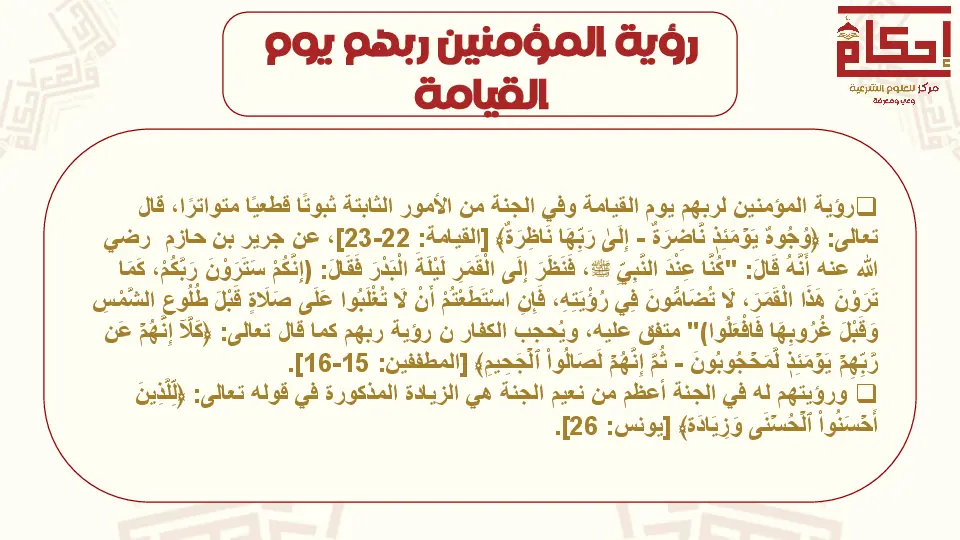 رؤية المؤمنين ربهم يوم
القيامة
إحكام
مركز للعلوم الشرعية
وعي ومعرفة
❑رؤية المؤمنين لربهم يوم القيامة وفي الجنة من الأمور الثابتة ثبوتًا قطعيًا متواترًا، قال
تعالى: ﴿وُجُوهٌ يَوْمَئِذٖ نَّاضِرَةٌ - إِلَىٰ رَبِّهَا نَاظِرَةٌ﴾ [القيامة: 22-23]، عن جرير بن حازم رضي
الله عنه أَنَّهُ قَالَ: "كُنَّا عِنْدَ النَّبِيِّ ﷺ، فَنَظَرَ إِلَى الْقَمَرِ لَيْلَةَ الْبَدْرَ فَقَالَ: (إِنَّكُمْ سَتَرَوْنَ رَبَّكُمْ، كَمَا
تَرَوْنَ هَذَا الْقَمَرَ، لَا تُضَامُّونَ فِي رُؤْيَتِهِ، فَإِنِ اسْتَطَعْتُمْ أَنْ لَا تُغْلَبُوا عَلَى صَلَاةٍ قَبْلَ طُلُوعِ الشَّمْسِ
وَقَبْلَ غُرُوبِهَا فَافْعَلُوا)" متفق عليه، ويُحجب الكفار ن رؤية ربهم كما قال تعالى: ﴿كَلَّآ إِنَّهُمۡ عَن
رَّبِّهِمۡ يَوۡمَئِذٖ لَّمَحۡجُوبُونَ - ثُمَّ إِنَّهُمۡ لَصَالُواْ ٱلۡجَحِيمِ﴾ [المطففين: 15-16].
❑ ورؤيتهم له في الجنة أعظم من نعيم الجنة هي الزيادة المذكورة في قوله تعالى: ﴿لِّلَّذِينَ
أَحۡسَنُواْ ٱلۡحُسۡنَى وَزِيَادَة﴾ [يونس: 26].